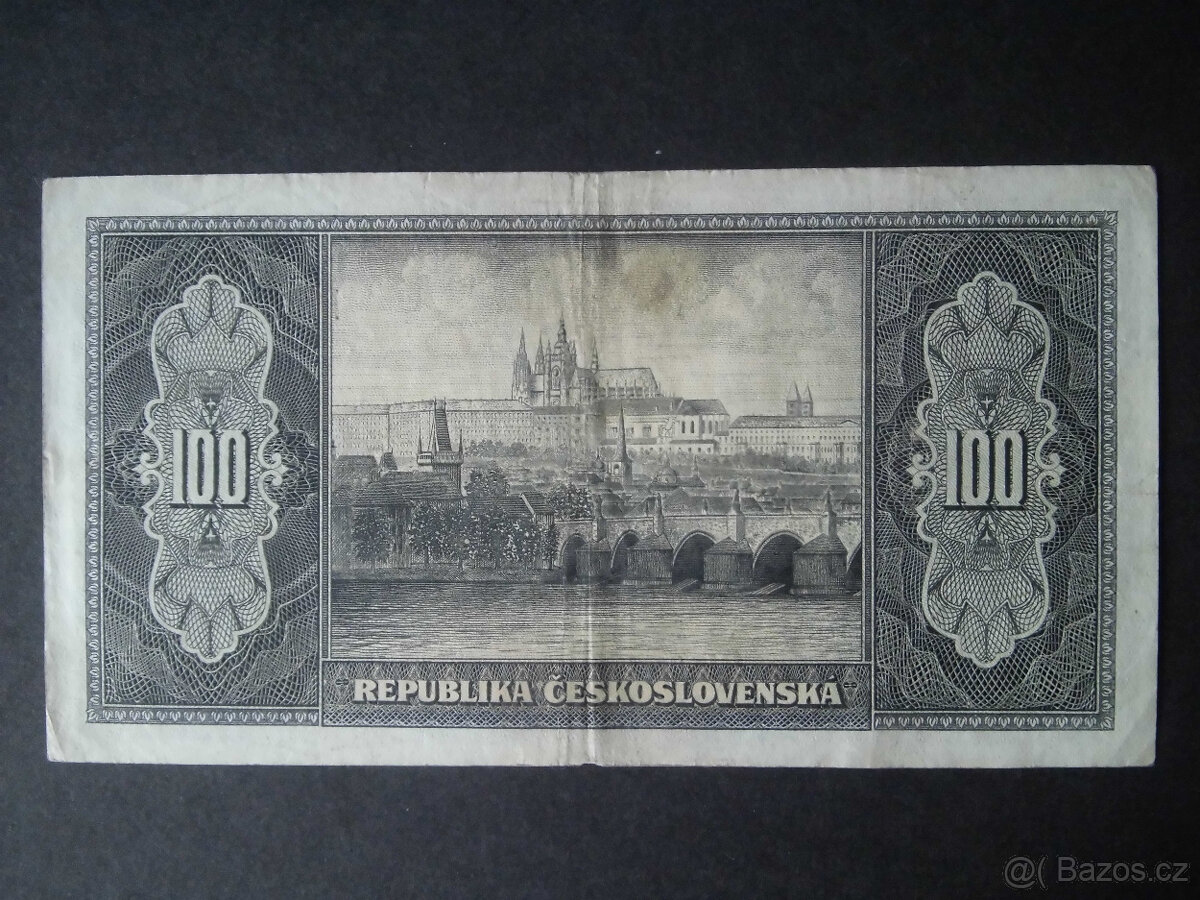 100 100
REPUBLIKA ČESKOSLOVENSKÁ
@( Bazos.cz